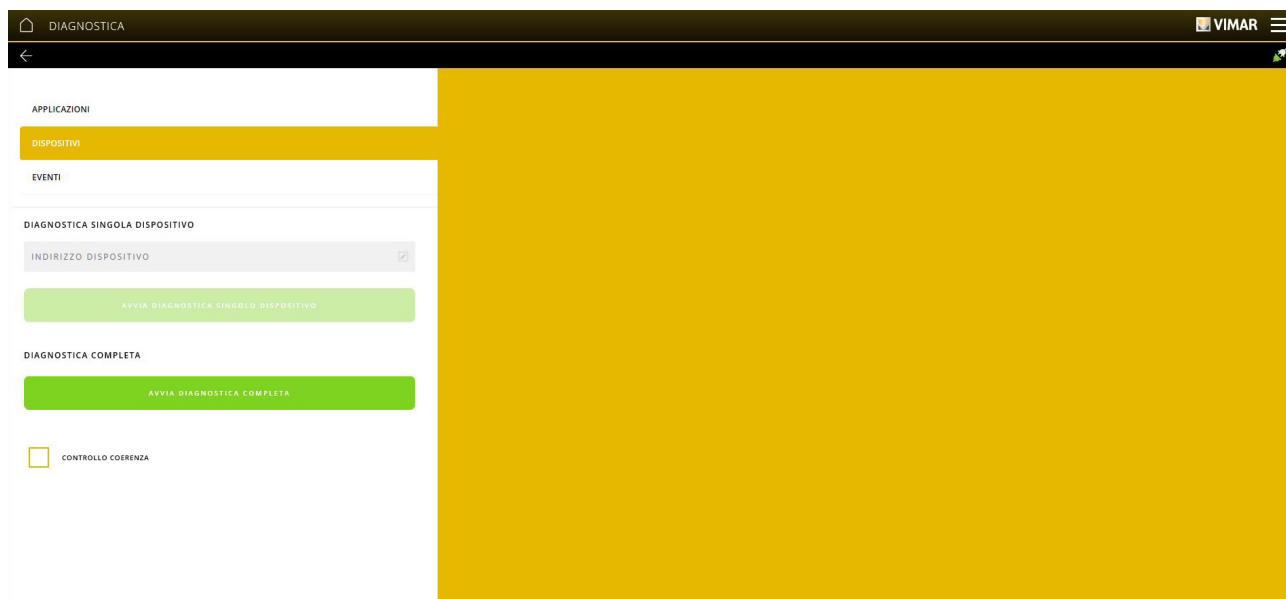 DIAGNOSTICA
VIMAR
APPLICAZIONI
DISPOSITIVI
EVENTI
DIAGNOSTICA SINGOLA DISPOSITIVO
INDIRIZZO DISPOSITIVO
AVVIA DIAGNOSTICA SINGOLO DISPOSITIVO
DIAGNOSTICA COMPLETA
AVVIA DIAGNOSTICA COMPLETA
CONTROLLO COERENZA